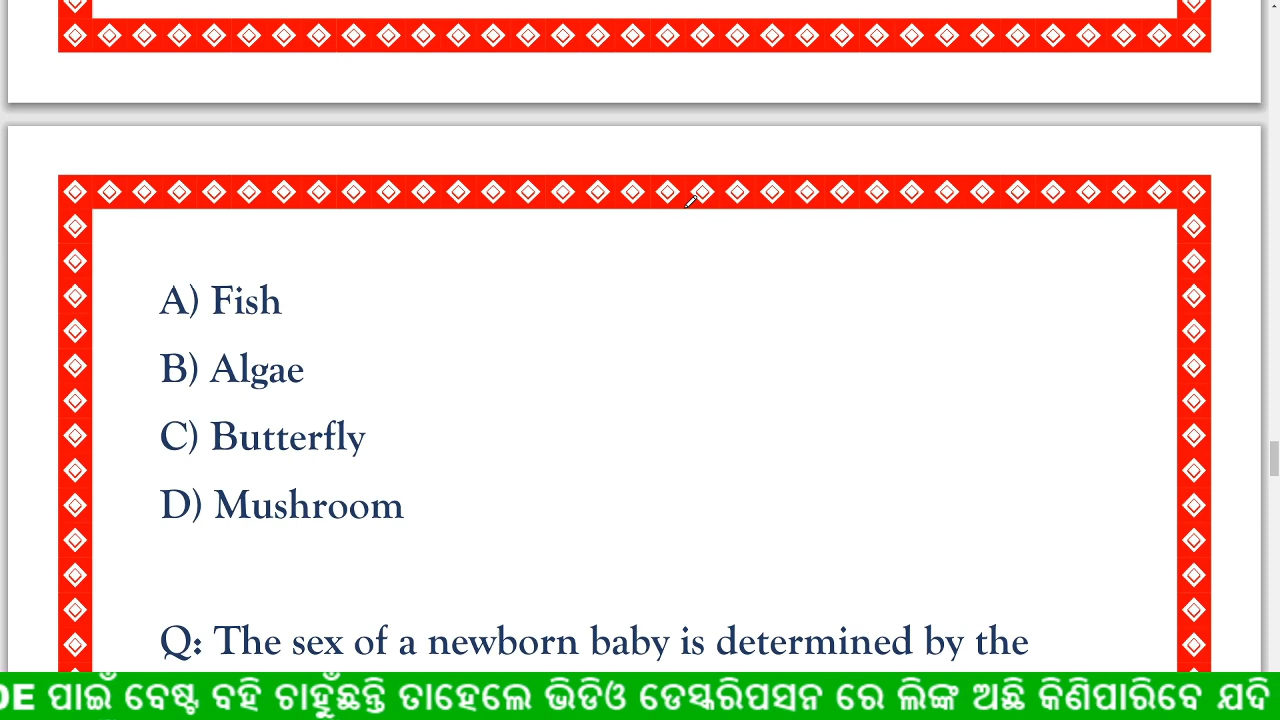 A) Fish
B) Algae
C) Butterfly
D) Mushroom
Q: The sex of a newborn baby is determined by the
DE ପାଇଁ ବେଷ୍ଟ ବହି ଚାହୁଁଛନ୍ତି ତାହେଲେ ଭିଡିଓ ଡେସ୍କରିପସନ ରେ ଲିଙ୍କ ଅଛି କିଣିପାରିବେ ଯଦି